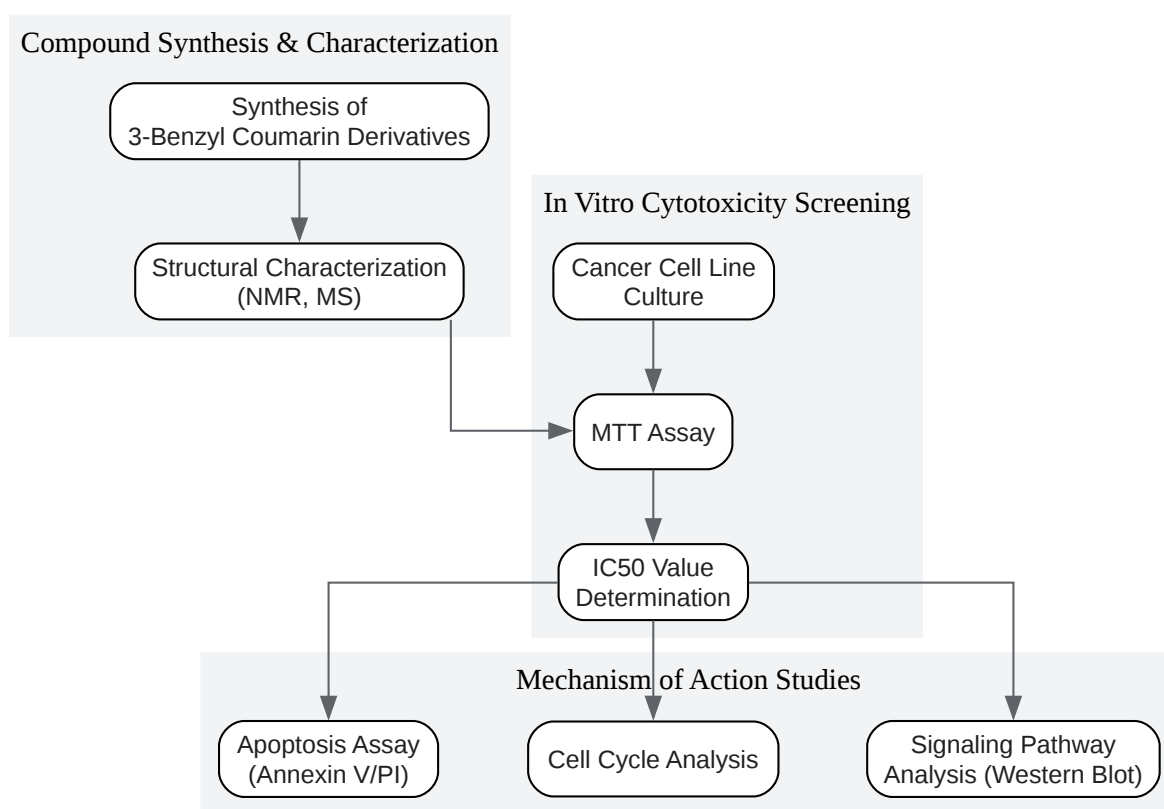 Compound Synthesis & Characterization
Synthesis of
3-Benzyl Coumarin Derivatives
Structural Characterization
(NMR, MS)
In Vitro Cytotoxicity Screening
Cancer Cell Line
Culture
MTT Assay
IC50 Value
Determination
Mechanism of Action Studies
Apoptosis Assay
(Annexin V/PI)
Cell Cycle Analysis
Signaling Pathway
Analysis (Western Blot)